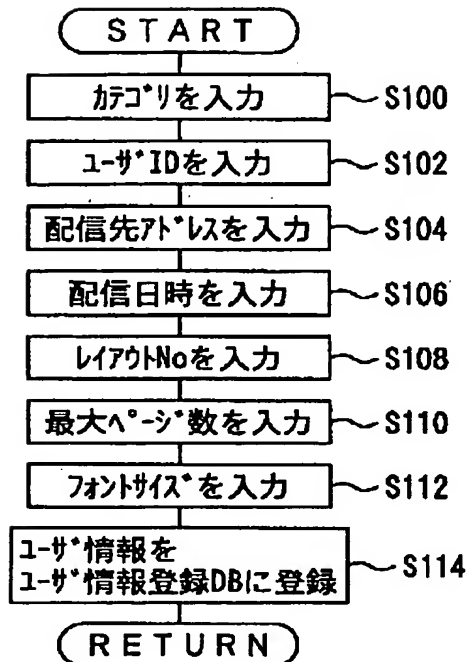 START
カテゴリを入力 S100
ユーザIDを入力 S102
配信先アドレスを入力 S104
配信日時を入力 S106
レイアウトNoを入力 S108
最大ページ数を入力 S110
フォントサイズを入力 S112
ユーザ情報を
ユーザ情報登録DBに登録 S114
RETURN